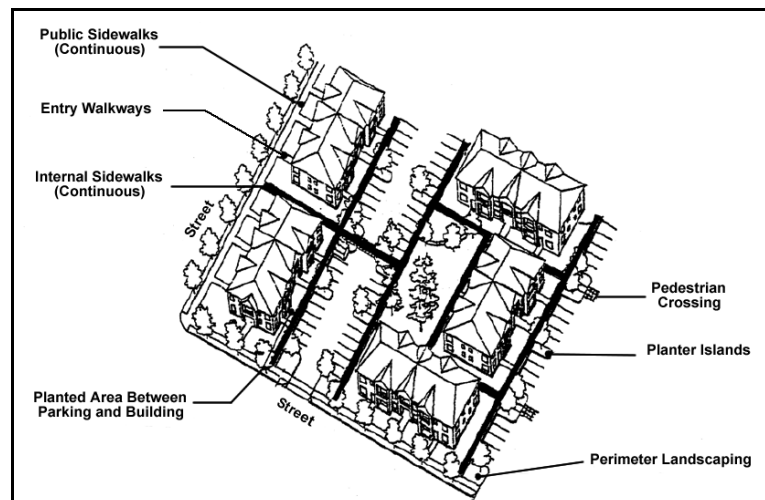 Public Sidewalks
(Continuous)
Entry Walkways
Internal Sidewalks
(Continuous)
Street
Pedestrian
Crossing
Planter Islands
Planted Area Between
Parking and Building
Street
Perimeter Landscaping